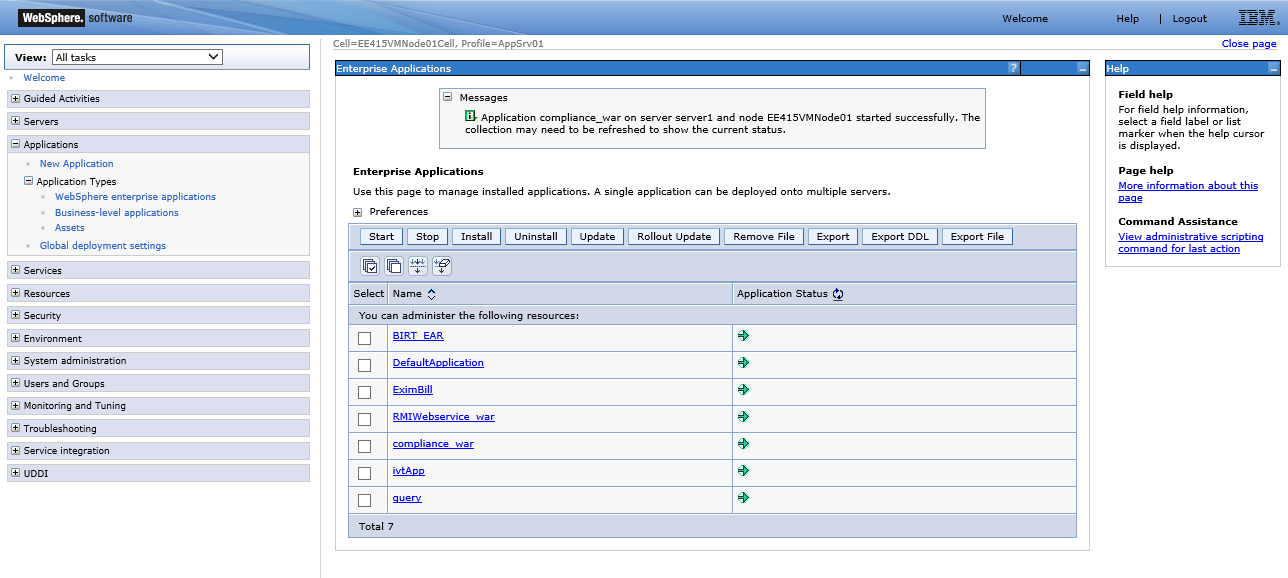 WebSphere. software
Welcome Help | Logout IBM.
View: All tasks
Cell=EE415VMNode01Cell, Profile=AppSrv01
Close page
Welcome
Guided Activities
Servers
Applications
New Application
Application Types
WebSphere enterprise applications
Business-level applications
Assets
Global deployment settings
Services
Resources
Security
Environment
System administration
Users and Groups
Monitoring and Tuning
Troubleshooting
Service integration
UDDI
Enterprise Applications ?
Messages
Application compliance_war on server server1 and node EE415VMNode01 started successfully. The
collection may need to be refreshed to show the current status.
Enterprise Applications
Use this page to manage installed applications. A single application can be deployed onto multiple servers.
Preferences
Start Stop Install Uninstall Update Rollout Update Remove File Export Export DDL Export File
Select Name Application Status
You can administer the following resources:
BIRT_EAR
DefaultApplication
EximBill
RMIWebservice_war
compliance_war
ivtApp
query
Total 7
Help
Field help
For field help information,
select a field label or list
marker when the help cursor
is displayed.
Page help
More information about this
page
Command Assistance
View administrative scripting
command for last action